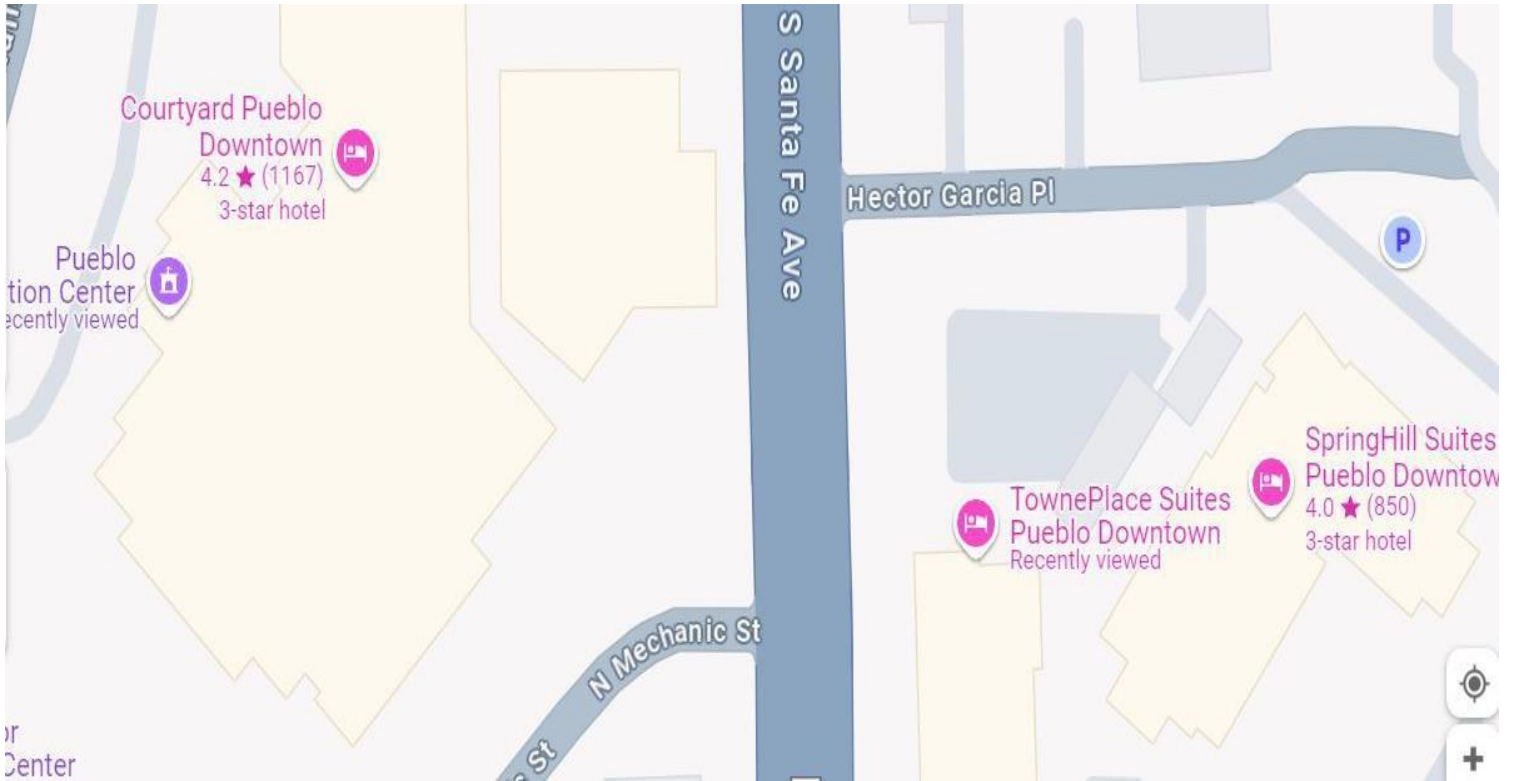 Courtyard Pueblo
Downtown
4.2 ★ (1167)
3-star hotel
Pueblo
tion Center
ecently viewed
S Santa Fe Ave
Hector Garcia Pl
P
SpringHill Suites
Pueblo Downtow
4.0 ★ (850)
3-star hotel
TownePlace Suites
Pueblo Downtown
Recently viewed
N Mechanic St
St
or
Center
+